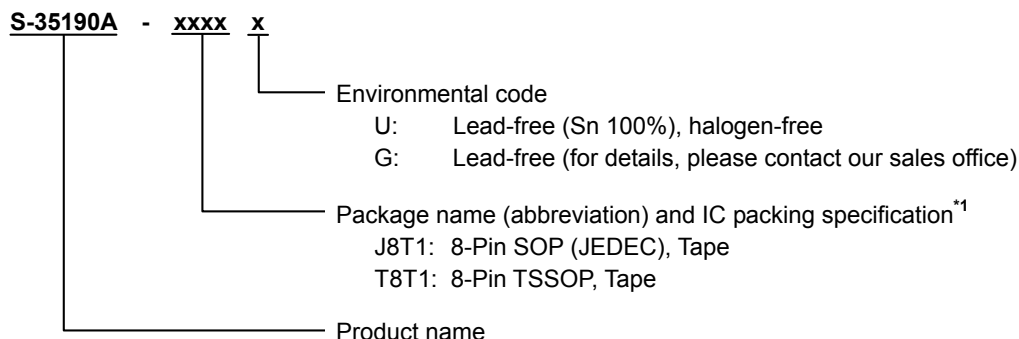 S-35190A - xxxx x
Environmental code
U: Lead-free (Sn 100%), halogen-free
G: Lead-free (for details, please contact our sales office)
Package name (abbreviation) and IC packing specification*1
J8T1: 8-Pin SOP (JEDEC), Tape
T8T1: 8-Pin TSSOP, Tape
Product name